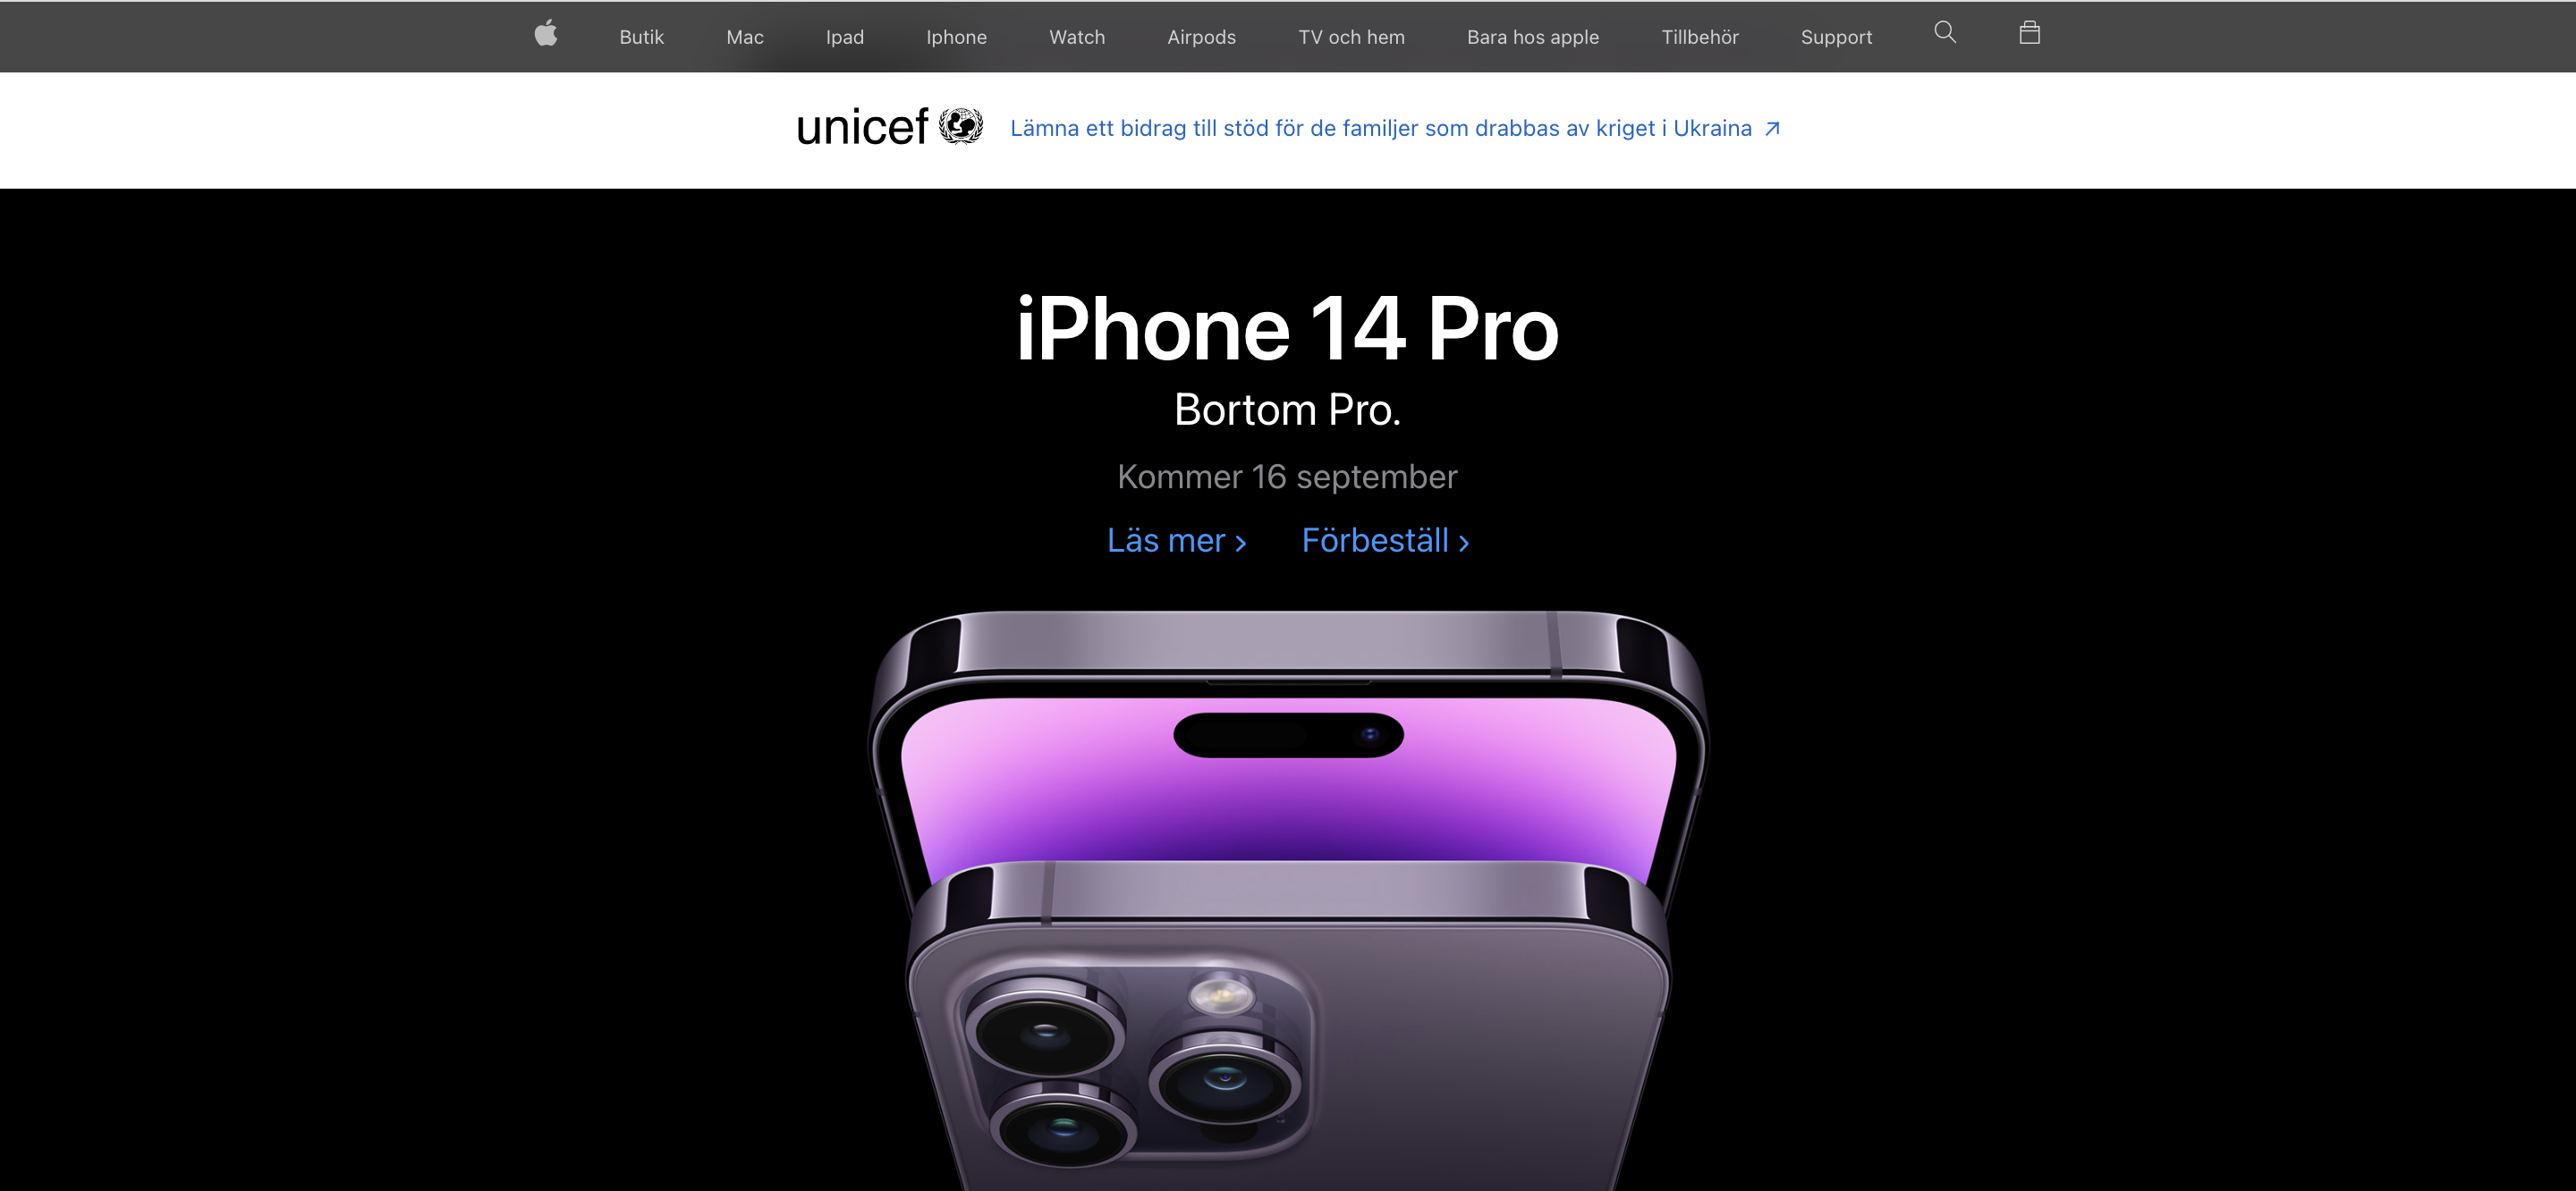 Butik Mac Ipad Iphone Watch Airpods TV och hem Bara hos apple Tillbehör Support
unicef Lämna ett bidrag till stöd för de familjer som drabbas av kriget i Ukraina ↗
iPhone 14 Pro
Bortom Pro.
Kommer 16 september
Läs mer › Förbeställ ›